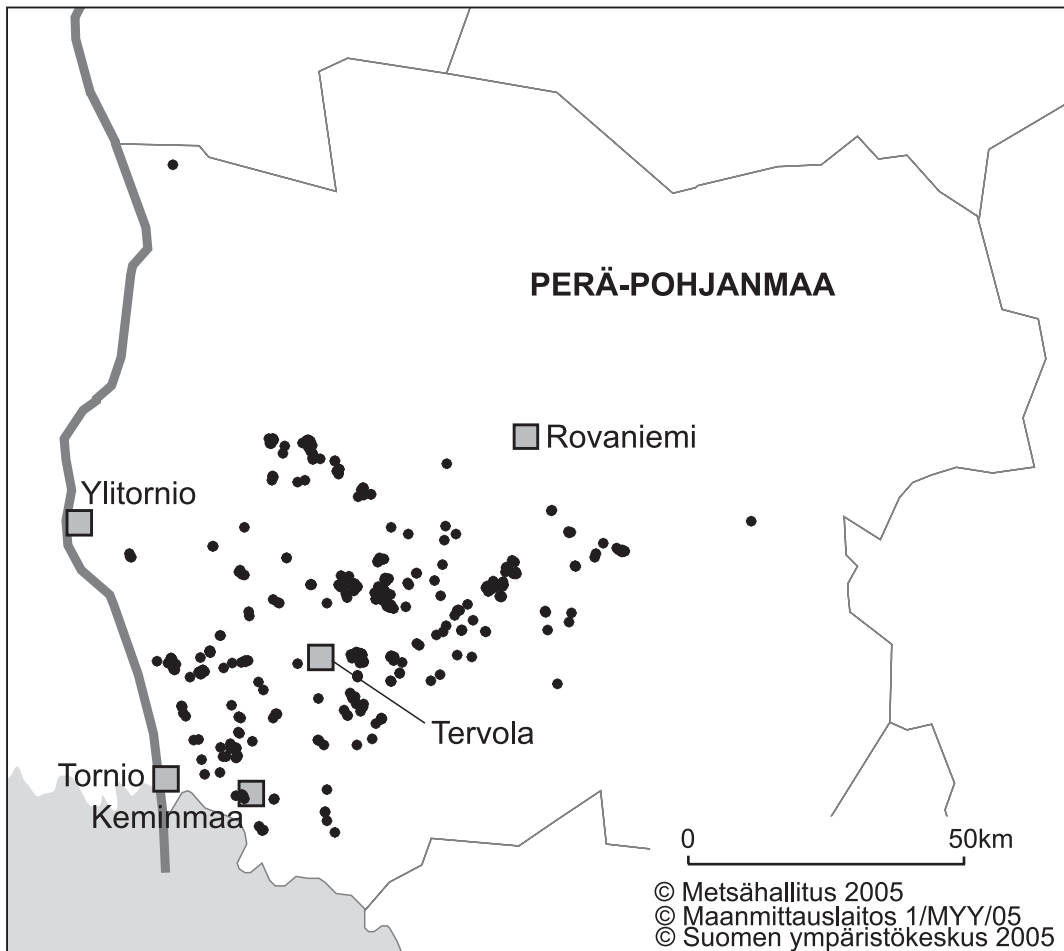 PERÄ-POHJANMAA
Rovaniemi
Ylitornio
Tervola
Tornio
Keminmaa
0 50km
© Metsähallitus 2005
© Maanmittauslaitos 1/MYY/05
© Suomen ympäristökeskus 2005